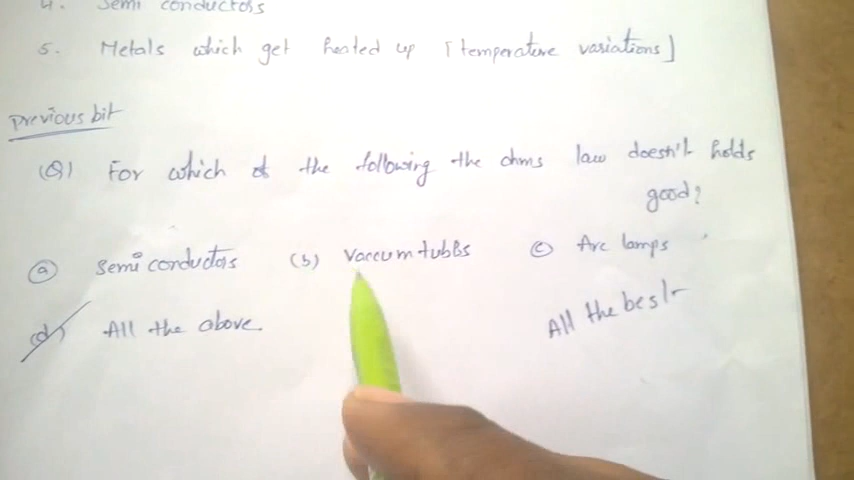 4. Semi conductors
5. Metals which get heated up [temperature variations]
Previous bit
(Q) For which of the following the ohms law doesn't holds
good?
(a) Semi conductors (b) Vaccum tubes (c) Arc lamps
(d) All the above.
All the best